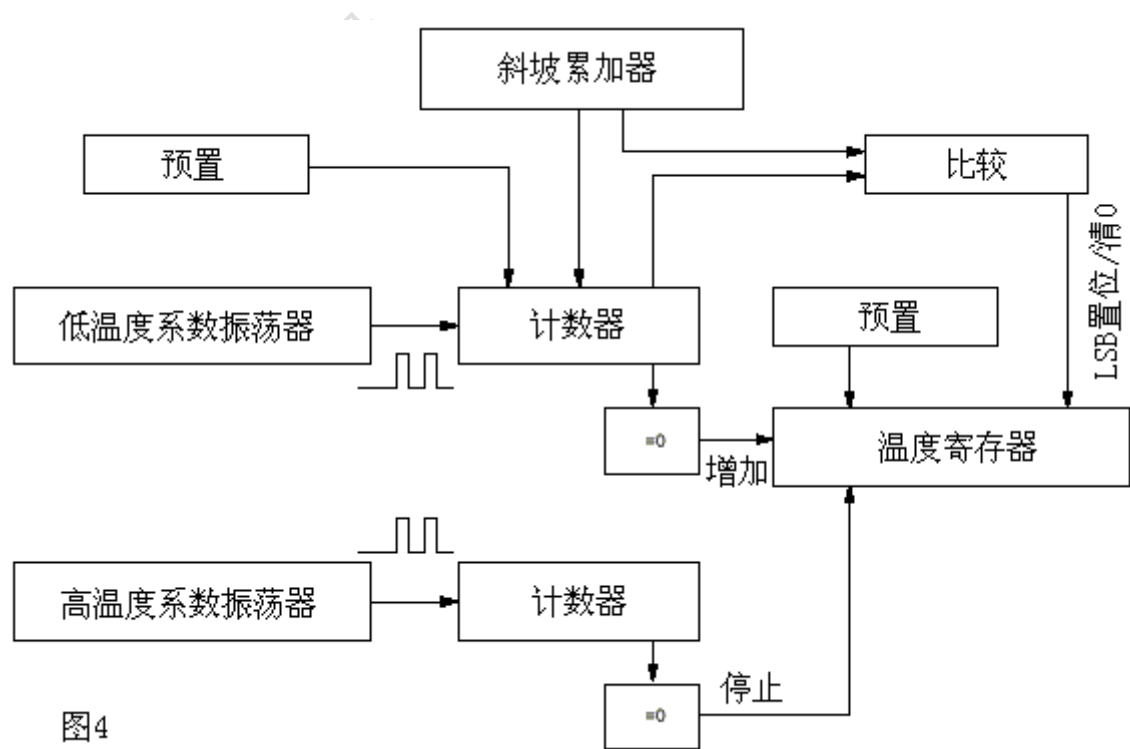 斜坡累加器
预置
比较
LSB置位/清0
低温度系数振荡器
计数器
预置
=0
增加
温度寄存器
高温度系数振荡器
计数器
=0
停止
图4